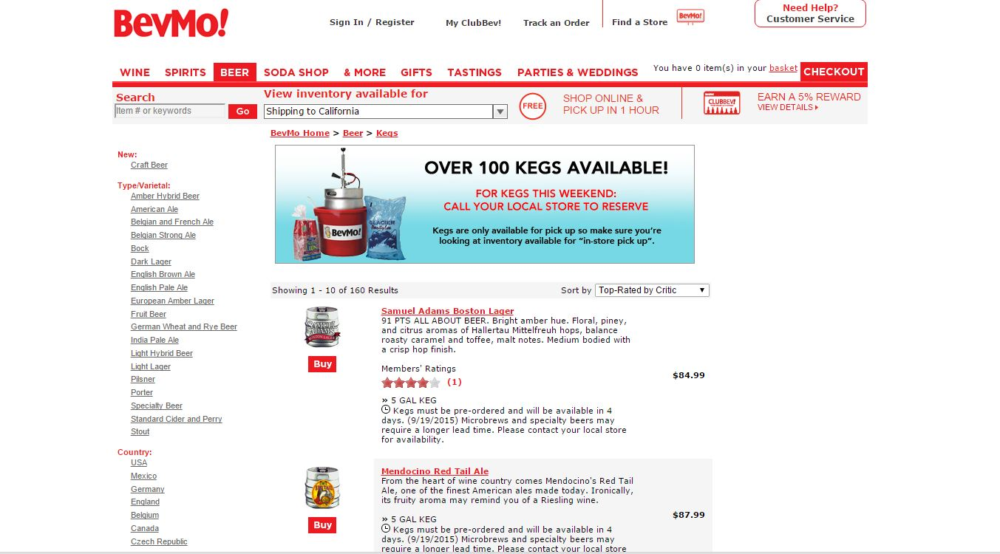 BevMo!
Sign In / Register
My ClubBev!
Track an Order
Find a Store
BevMo!
Need Help?
Customer Service
WINE
SPIRITS
BEER
SODA SHOP
& MORE
GIFTS
TASTINGS
PARTIES & WEDDINGS
You have 0 item(s) in your basket
CHECKOUT
Search
Item # or keywords
Go
View inventory available for
Shipping to California
FREE
SHOP ONLINE &
PICK UP IN 1 HOUR
CLUBBEV!
EARN A 5% REWARD
VIEW DETAILS
BevMo Home > Beer > Kegs
New:
Craft Beer
Type/Varietal:
Amber Hybrid Beer
American Ale
Belgian and French Ale
Belgian Strong Ale
Bock
Dark Lager
English Brown Ale
English Pale Ale
European Amber Lager
Fruit Beer
German Wheat and Rye Beer
India Pale Ale
Light Hybrid Beer
Light Lager
Pilsner
Porter
Specialty Beer
Standard Cider and Perry
Stout
Country:
USA
Mexico
Germany
England
Belgium
Canada
Czech Republic
GLACIER
BevMo!
OVER 100 KEGS AVAILABLE!
FOR KEGS THIS WEEKEND:
CALL YOUR LOCAL STORE TO RESERVE
Kegs are only available for pick up so make sure you're
looking at inventory available for "in-store pick up".
Showing 1 - 10 of 160 Results
Sort by Top-Rated by Critic
SAMUEL ADAMS
BOSTON LAGER
Buy
Samuel Adams Boston Lager
91 PTS ALL ABOUT BEER. Bright amber hue. Floral, piney,
and citrus aromas of Hallertau Mittelfreuh hops, balance
roasty caramel and toffee, malt notes. Medium bodied with
a crisp hop finish.
Members' Ratings
(1)
$84.99
» 5 GAL KEG
Kegs must be pre-ordered and will be available in 4
days. (9/19/2015) Microbrews and specialty beers may
require a longer lead time. Please contact your local store
for availability.
RED TAIL
Buy
Mendocino Red Tail Ale
From the heart of wine country comes Mendocino's Red Tail
Ale, one of the finest American ales made today. Ironically,
its fruity aroma may remind you of a Riesling wine.
$87.99
» 5 GAL KEG
Kegs must be pre-ordered and will be available in 4
days. (9/19/2015) Microbrews and specialty beers may
require a longer lead time. Please contact your local store